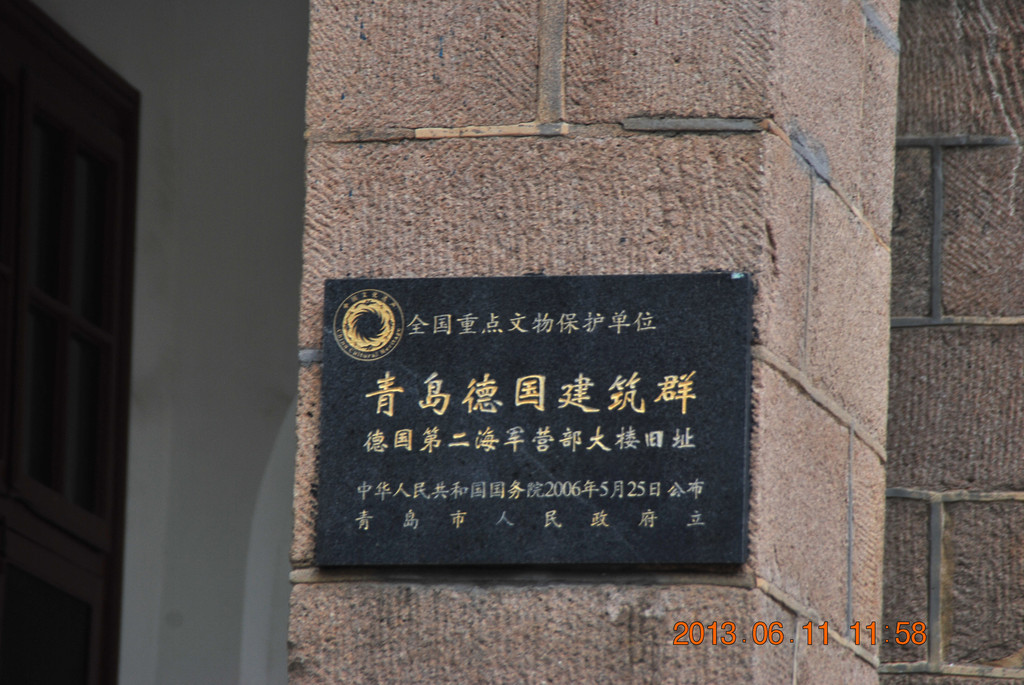 全国重点文物保护单位
青岛德国建筑群
德国第二海军营部大楼旧址
中华人民共和国国务院2006年5月25日公布
青岛市人民政府立
2013.06.11 11:58